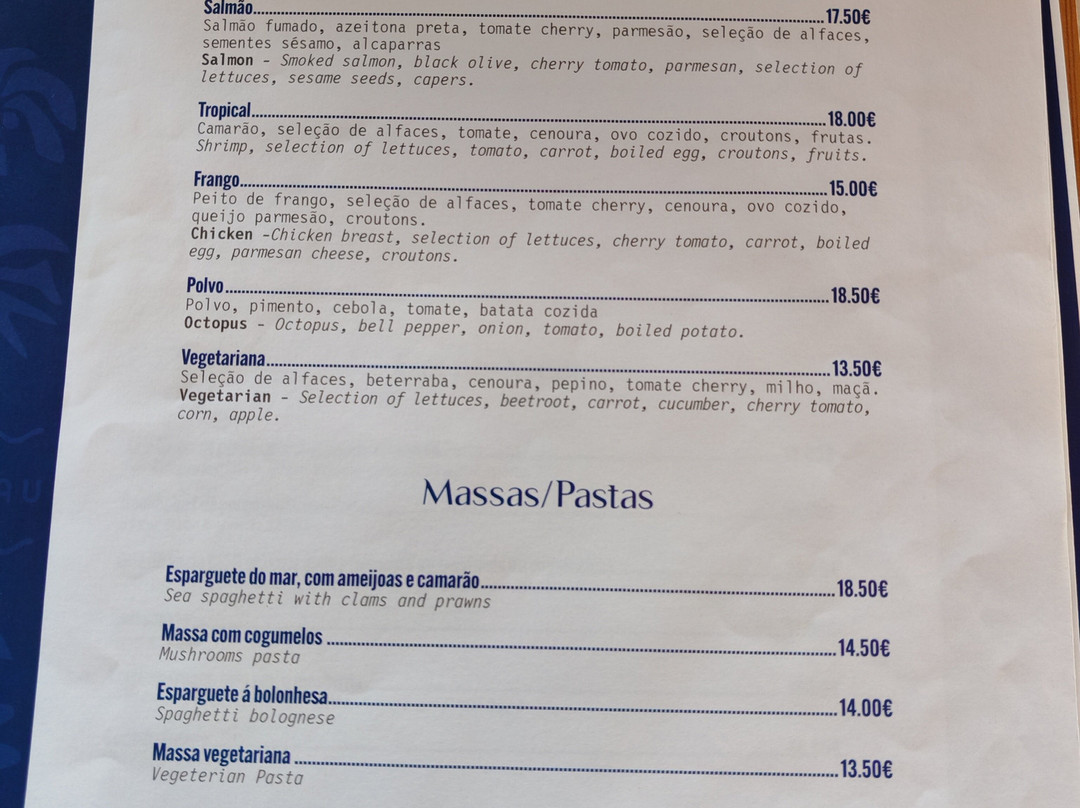 Salmão 17.50€
Salmão fumado, azeitona preta, tomate cherry, parmesão, seleção de alfaces,
sementes sésamo, alcaparras
Salmon - Smoked salmon, black olive, cherry tomato, parmesan, selection of
lettuces, sesame seeds, capers.
Tropical 18.00€
Camarão, seleção de alfaces, tomate, cenoura, ovo cozido, croutons, frutas.
Shrimp, selection of lettuces, tomato, carrot, boiled egg, croutons, fruits.
Frango 15.00€
Peito de frango, seleção de alfaces, tomate cherry, cenoura, ovo cozido,
queijo parmesão, croutons.
Chicken -Chicken breast, selection of lettuces, cherry tomato, carrot, boiled
egg, parmesan cheese, croutons.
Polvo 18.50€
Polvo, pimento, cebola, tomate, batata cozida
Octopus - Octopus, bell pepper, onion, tomato, boiled potato.
Vegetariana 13.50€
Seleção de alfaces, beterraba, cenoura, pepino, tomate cherry, milho, maçã.
Vegetarian - Selection of lettuces, beetroot, carrot, cucumber, cherry tomato,
corn, apple.
Massas/Pastas
Esparguete do mar, com ameijoas e camarão 18.50€
Sea spaghetti with clams and prawns
Massa com cogumelos 14.50€
Mushrooms pasta
Esparguete á bolonhesa 14.00€
Spaghetti bolognese
Massa vegetariana 13.50€
Vegeterian Pasta